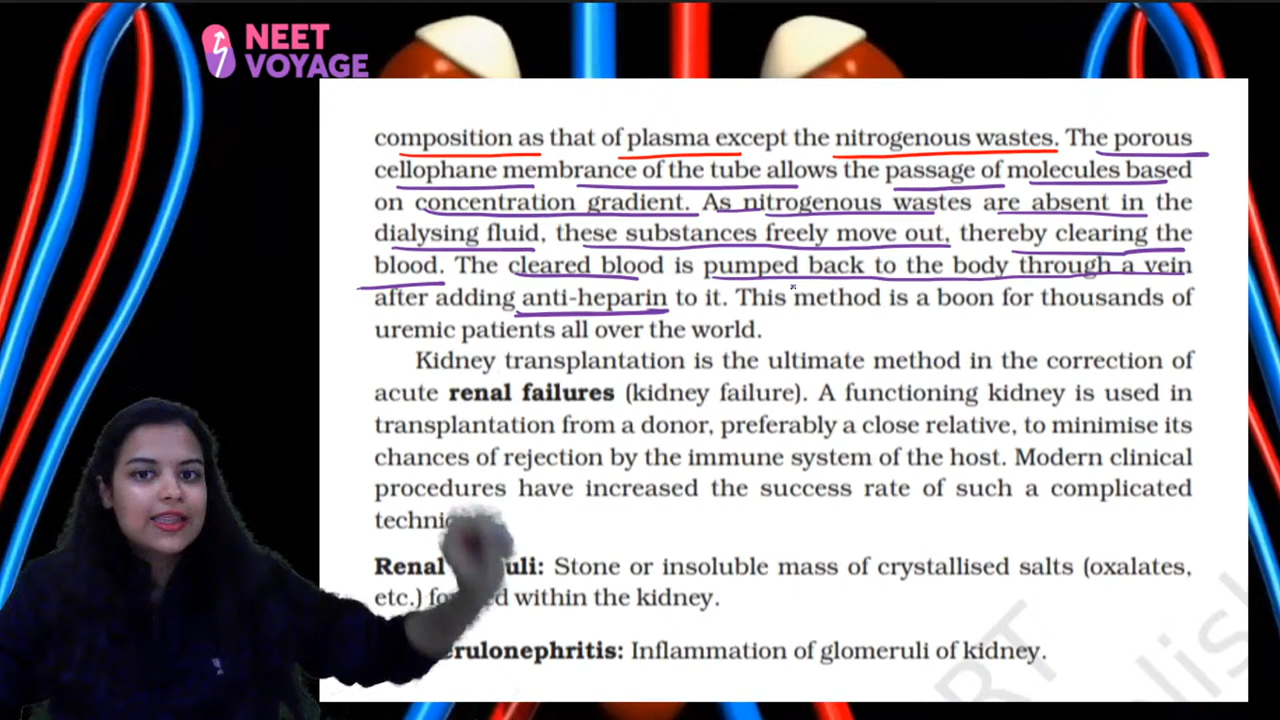 NEET
VOYAGE
composition as that of plasma except the nitrogenous wastes. The porous
cellophane membrane of the tube allows the passage of molecules based
on concentration gradient. As nitrogenous wastes are absent in the
dialysing fluid, these substances freely move out, thereby clearing the
blood. The cleared blood is pumped back to the body through a vein
after adding anti-heparin to it. This method is a boon for thousands of
uremic patients all over the world.
Kidney transplantation is the ultimate method in the correction of
acute renal failures (kidney failure). A functioning kidney is used in
transplantation from a donor, preferably a close relative, to minimise its
chances of rejection by the immune system of the host. Modern clinical
procedures have increased the success rate of such a complicated
Renal Stone or insoluble mass of crystallised salts (oxalates,
etc.) within the kidney.
Inflammation of glomeruli of kidney.